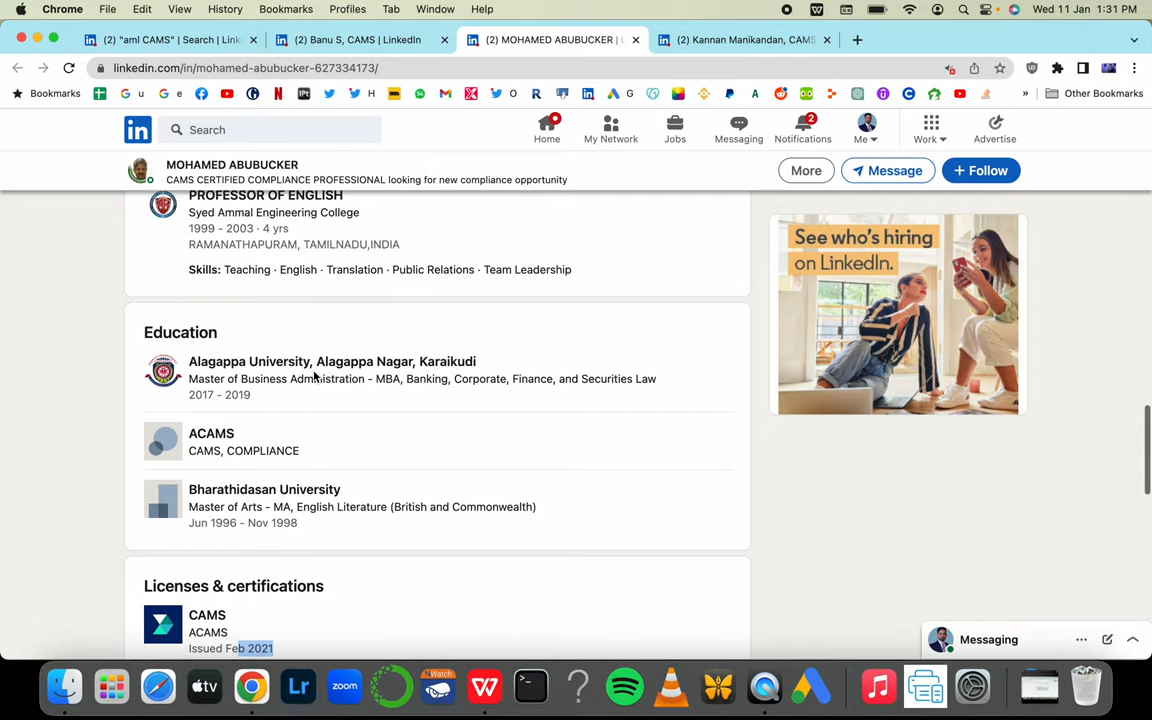 Chrome File Edit View History Bookmarks Profiles Tab Window Help Wed 11 Jan 1:31 PM
(2) "aml CAMS" | Search | Link
(2) Banu S, CAMS | LinkedIn
(2) MOHAMED ABUBUCKER | L
(2) Kannan Manikandan, CAMS
linkedin.com/in/mohamed-abubucker-627334173/
Bookmarks G u G e O R G Other Bookmarks
Search
Home
My Network
Jobs
Messaging
2
Notifications
Me
Work
Advertise
MOHAMED ABUBUCKER
CAMS CERTIFIED COMPLIANCE PROFESSIONAL looking for new compliance opportunity
More
Message
+ Follow
PROFESSOR OF ENGLISH
Syed Ammal Engineering College
1999 - 2003 · 4 yrs
RAMANATHAPURAM, TAMILNADU,INDIA
Skills: Teaching · English · Translation · Public Relations · Team Leadership
See who's hiring
on LinkedIn.
Education
Alagappa University, Alagappa Nagar, Karaikudi
Master of Business Administration - MBA, Banking, Corporate, Finance, and Securities Law
2017 - 2019
ACAMS
CAMS, COMPLIANCE
Bharathidasan University
Master of Arts - MA, English Literature (British and Commonwealth)
Jun 1996 - Nov 1998
Licenses & certifications
CAMS
ACAMS
Issued Feb 2021
Messaging
tv Lr zoom Watch